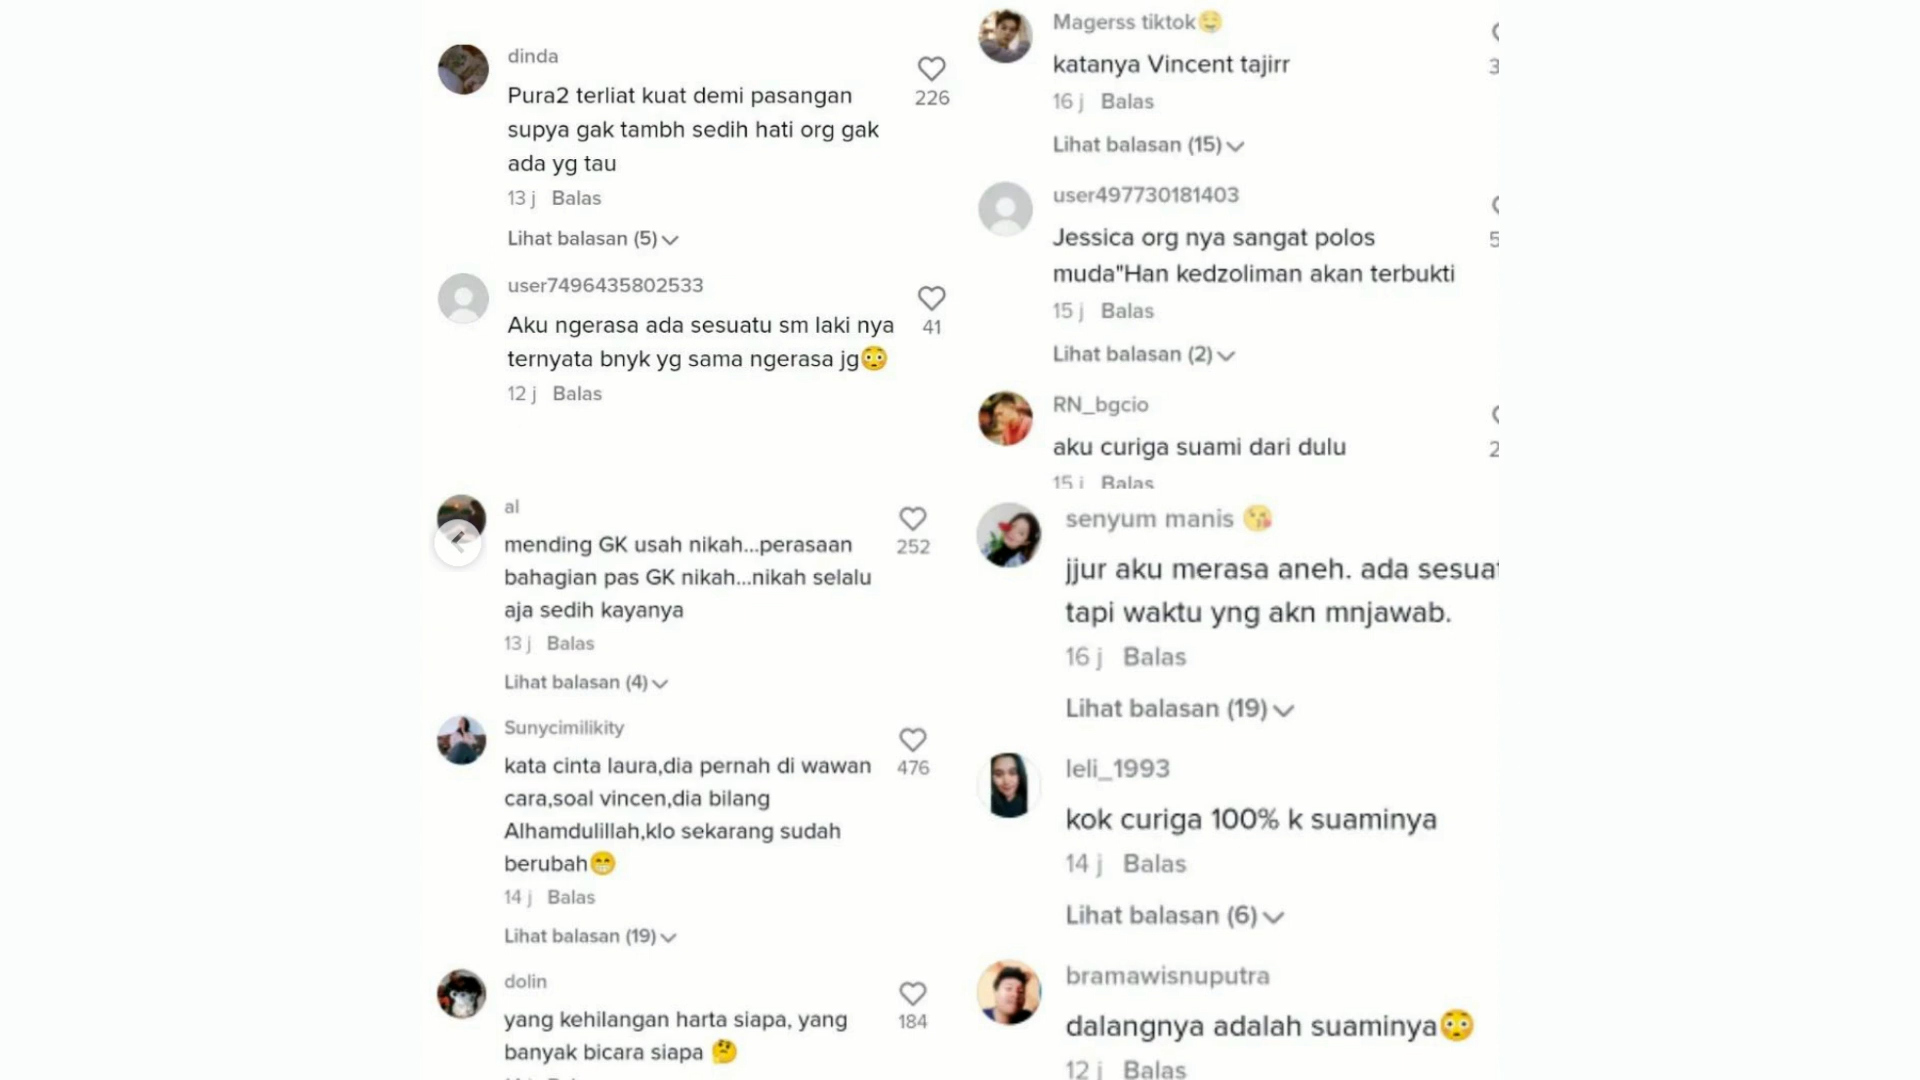 dinda
Pura2 terliat kuat demi pasangan
supya gak tambh sedih hati org gak
ada yg tau
226
13 j Balas
Lihat balasan (5)
user7496435802533
Aku ngerasa ada sesuatu sm laki nya
ternyata bnyk yg sama ngerasa jg😳
41
12 j Balas
al
mending GK usah nikah...perasaan
bahagian pas GK nikah...nikah selalu
aja sedih kayanya
252
13 j Balas
Lihat balasan (4)
Sunycimilikity
kata cinta laura,dia pernah di wawan
cara,soal vincen,dia bilang
Alhamdulillah,klo sekarang sudah
berubah😁
476
14 j Balas
Lihat balasan (19)
dolin
yang kehilangan harta siapa, yang
banyak bicara siapa 🤔
184
Magerss tiktok🤤
katanya Vincent tajirr
16 j Balas
Lihat balasan (15)
user497730181403
Jessica org nya sangat polos
muda"Han kedzoliman akan terbukti
15 j Balas
Lihat balasan (2)
RN_bgcio
aku curiga suami dari dulu
15 j Balas
senyum manis 😘
jjur aku merasa aneh. ada
tapi waktu yng akn mnjawab.
16 j Balas
Lihat balasan (19)
leli_1993
kok curiga 100% k suaminya
14 j Balas
Lihat balasan (6)
bramawisnuputra
dalangnya adalah suaminya😳
12 j Balas